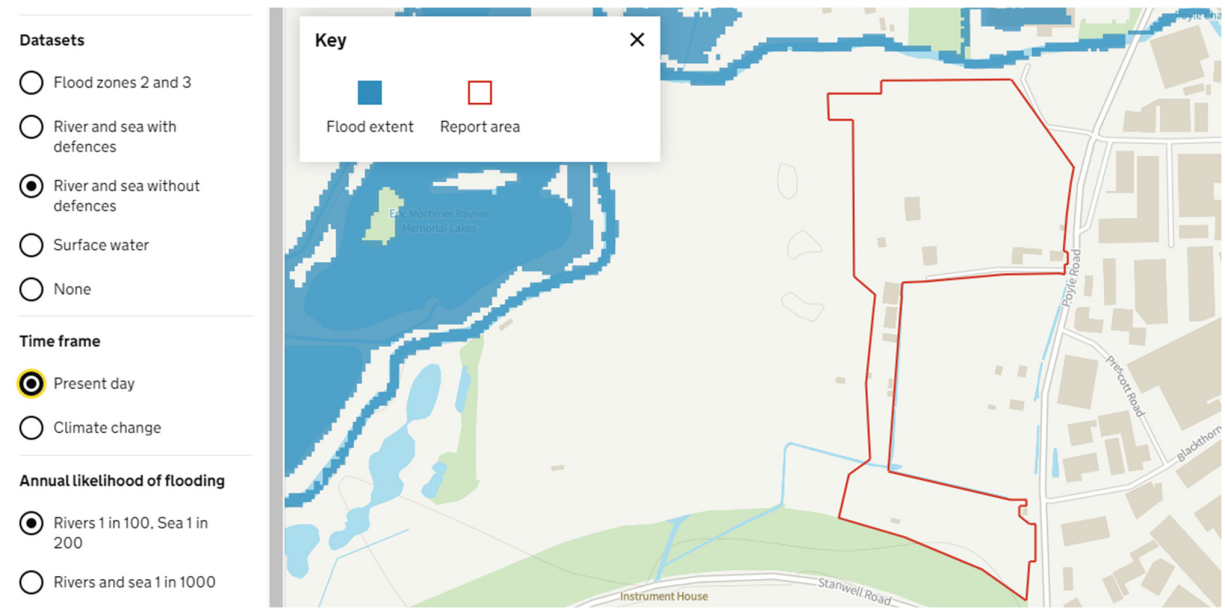 Datasets
Flood zones 2 and 3
River and sea with
defences
River and sea without
defences
Surface water
None
Time frame
Present day
Climate change
Annual likelihood of flooding
Rivers 1 in 100, Sea 1 in
200
Rivers and sea 1 in 1000
Key
Flood extent
Report area
Eric Mortimer Rayner
Memorial Lakes
Poyle Road
Prescott Road
Blackthorn
Stanwell Road
Instrument House